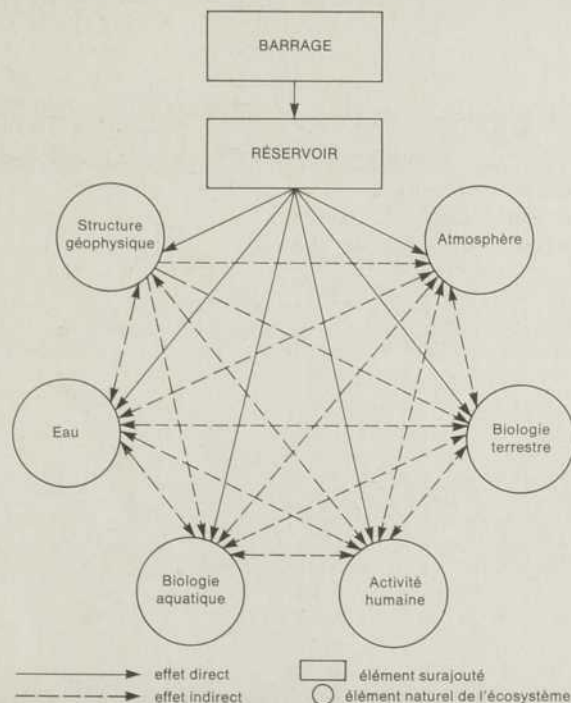 BARRAGE
RÉSERVOIR
Structure
géophysique
Atmosphère
Eau
Biologie
terrestre
Biologie
aquatique
Activité
humaine
effet direct
élément surajouté
effet indirect
élément naturel de l'écosystème